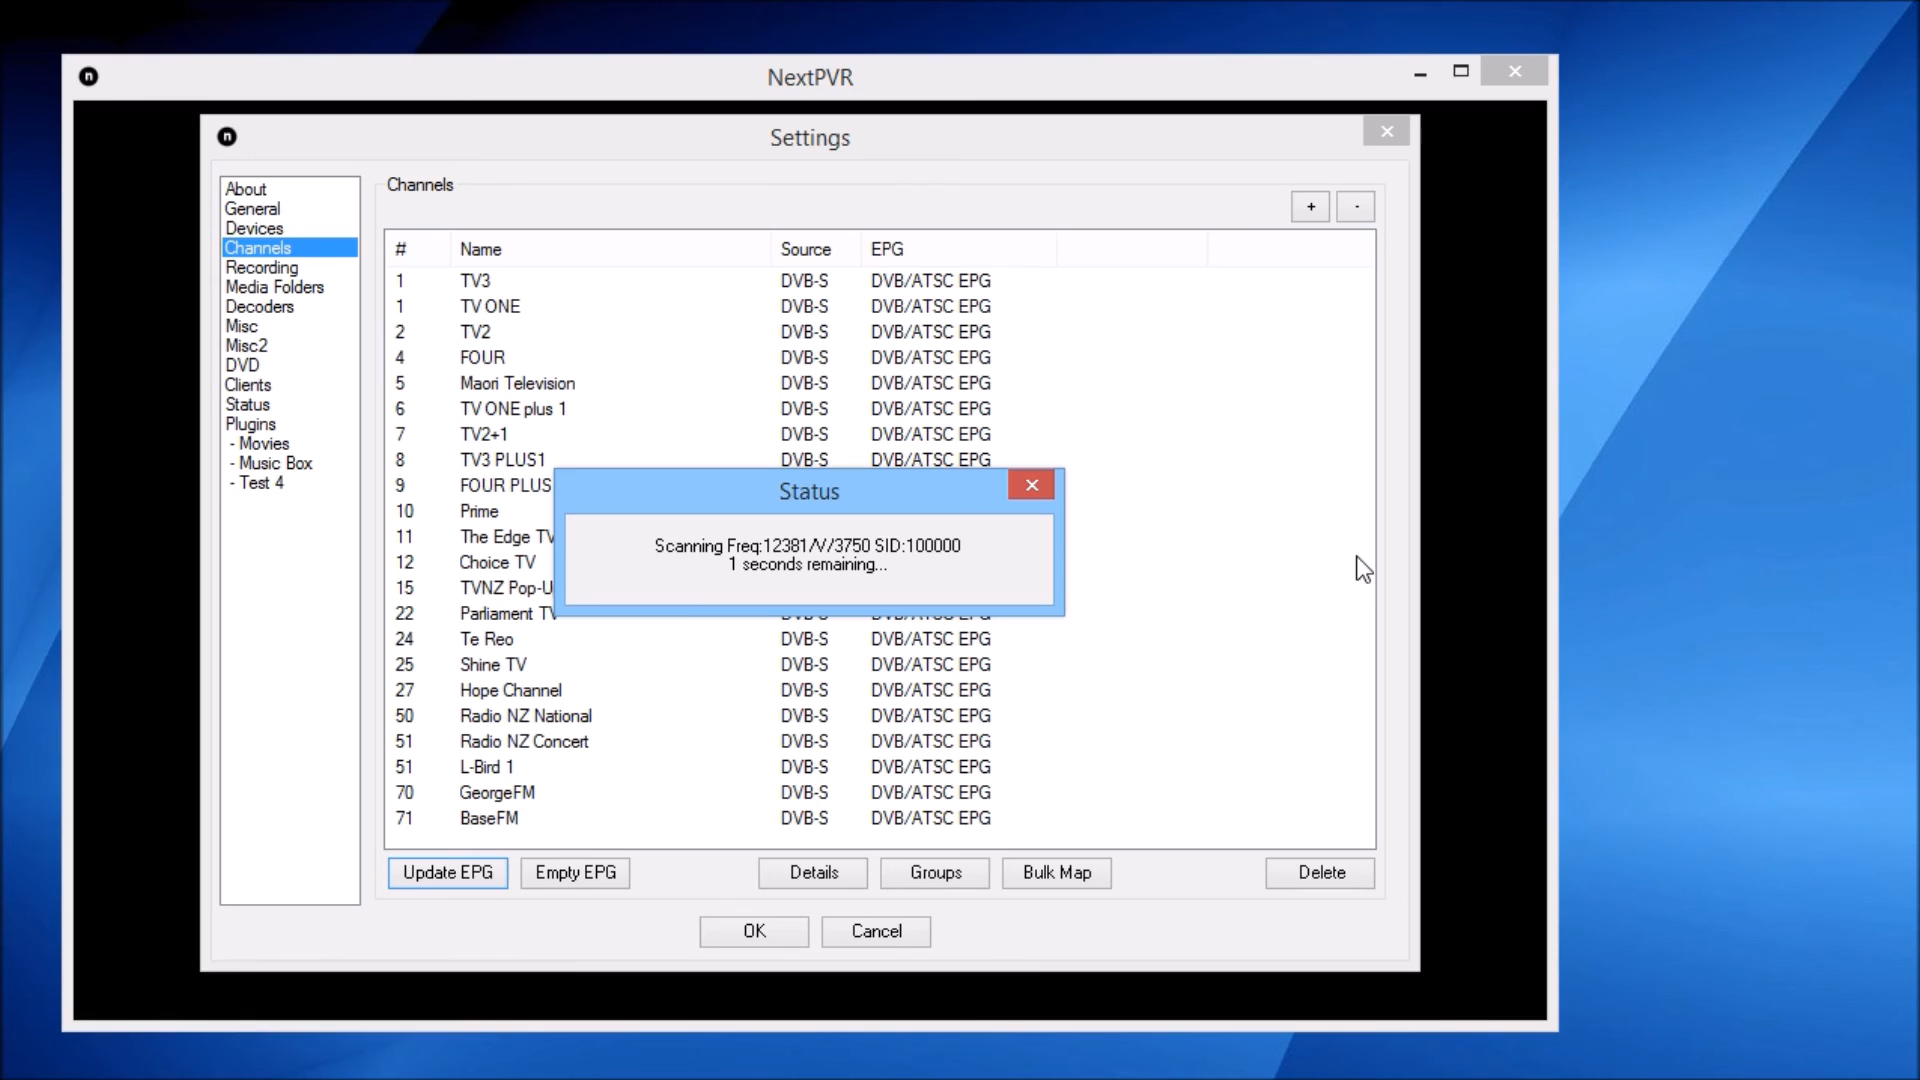 NextPVR
Settings
About
General
Devices
Channels
Recording
Media Folders
Decoders
Misc
Misc2
DVD
Clients
Status
Plugins
- Movies
- Music Box
- Test 4
Channels
+ -
# Name Source EPG
1 TV3 DVB-S DVB/ATSC EPG
1 TV ONE DVB-S DVB/ATSC EPG
2 TV2 DVB-S DVB/ATSC EPG
4 FOUR DVB-S DVB/ATSC EPG
5 Maori Television DVB-S DVB/ATSC EPG
6 TV ONE plus 1 DVB-S DVB/ATSC EPG
7 TV2+1 DVB-S DVB/ATSC EPG
8 TV3 PLUS1 DVB-S DVB/ATSC EPG
9 FOUR PLUS
10 Prime
11 The Edge TV
12 Choice TV
15 TVNZ Pop-U
22 Parliament TV DVB-S DVB/ATSC EPG
24 Te Reo DVB-S DVB/ATSC EPG
25 Shine TV DVB-S DVB/ATSC EPG
27 Hope Channel DVB-S DVB/ATSC EPG
50 Radio NZ National DVB-S DVB/ATSC EPG
51 Radio NZ Concert DVB-S DVB/ATSC EPG
51 L-Bird 1 DVB-S DVB/ATSC EPG
70 GeorgeFM DVB-S DVB/ATSC EPG
71 BaseFM DVB-S DVB/ATSC EPG
Status
Scanning Freq:12381/V/3750 SID:100000
1 seconds remaining...
Update EPG Empty EPG Details Groups Bulk Map Delete
OK Cancel